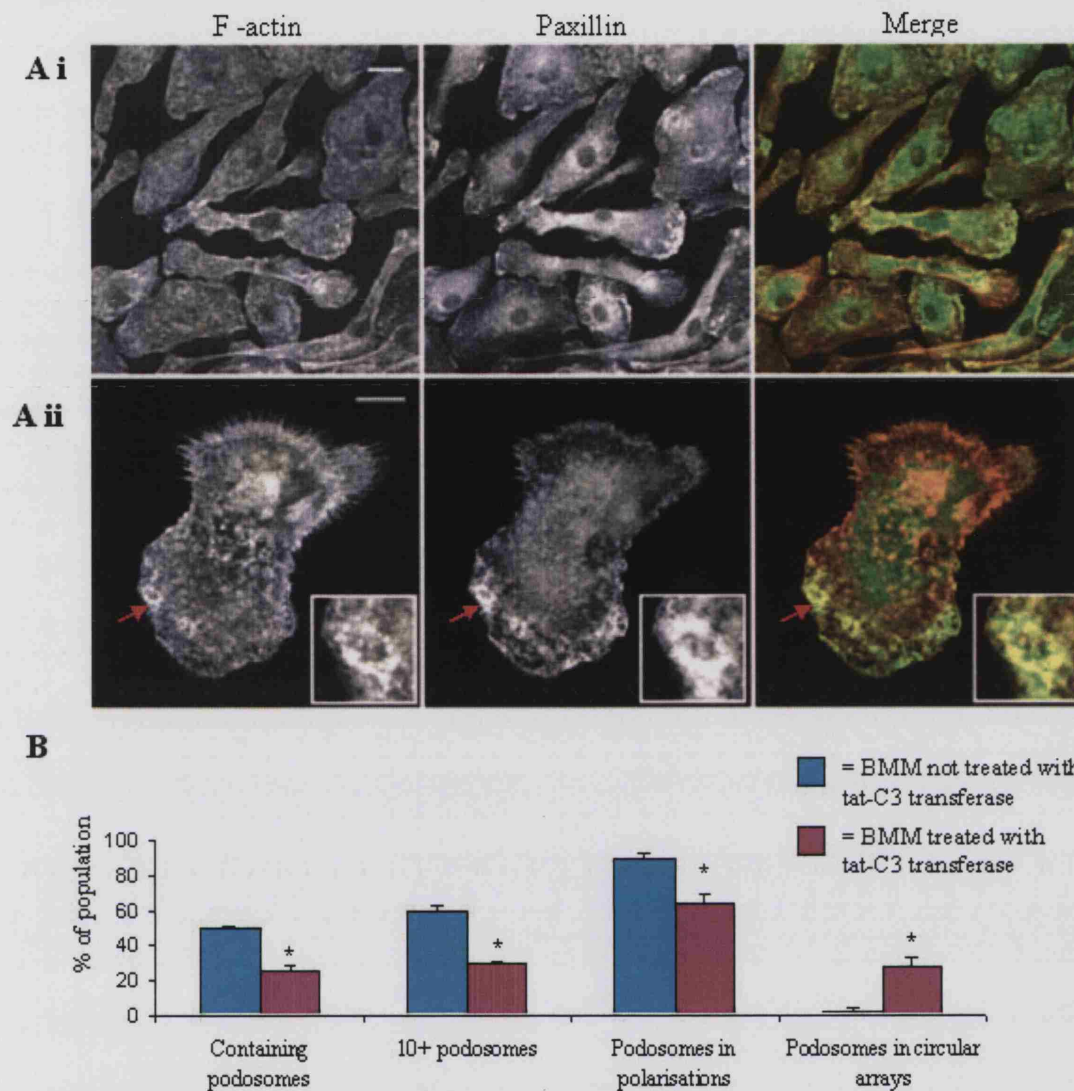 F -actin
Paxillin
Merge
A i
A ii
B
= BMM not treated with
tat-C3 transferase
= BMM treated with
tat-C3 transferase
% of population
100
80
60
40
20
0
*
*
*
*
Containing
podosomes
10+ podosomes
Podosomes in
polarisations
Podosomes in circular
arrays